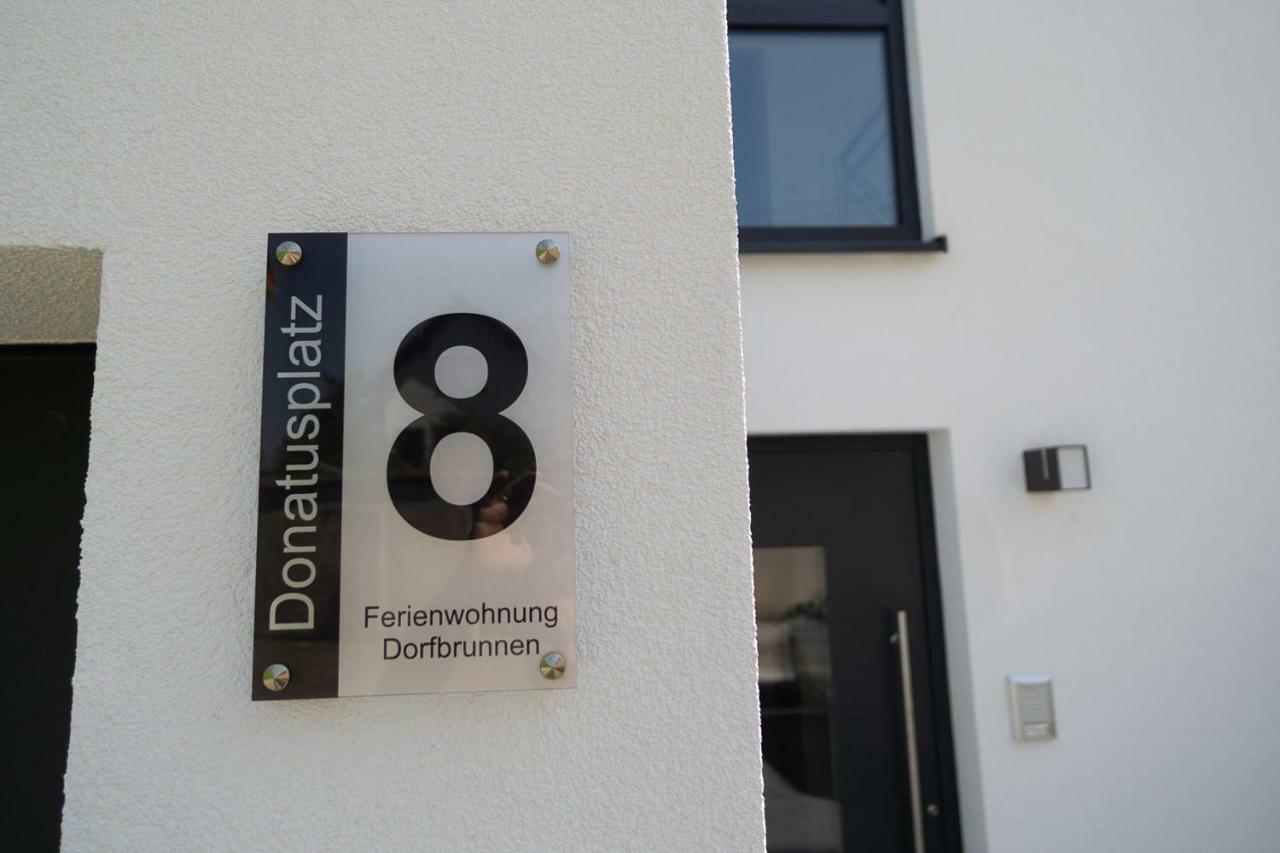 Donatusplatz
8
Ferienwohnung
Dorfbrunnen